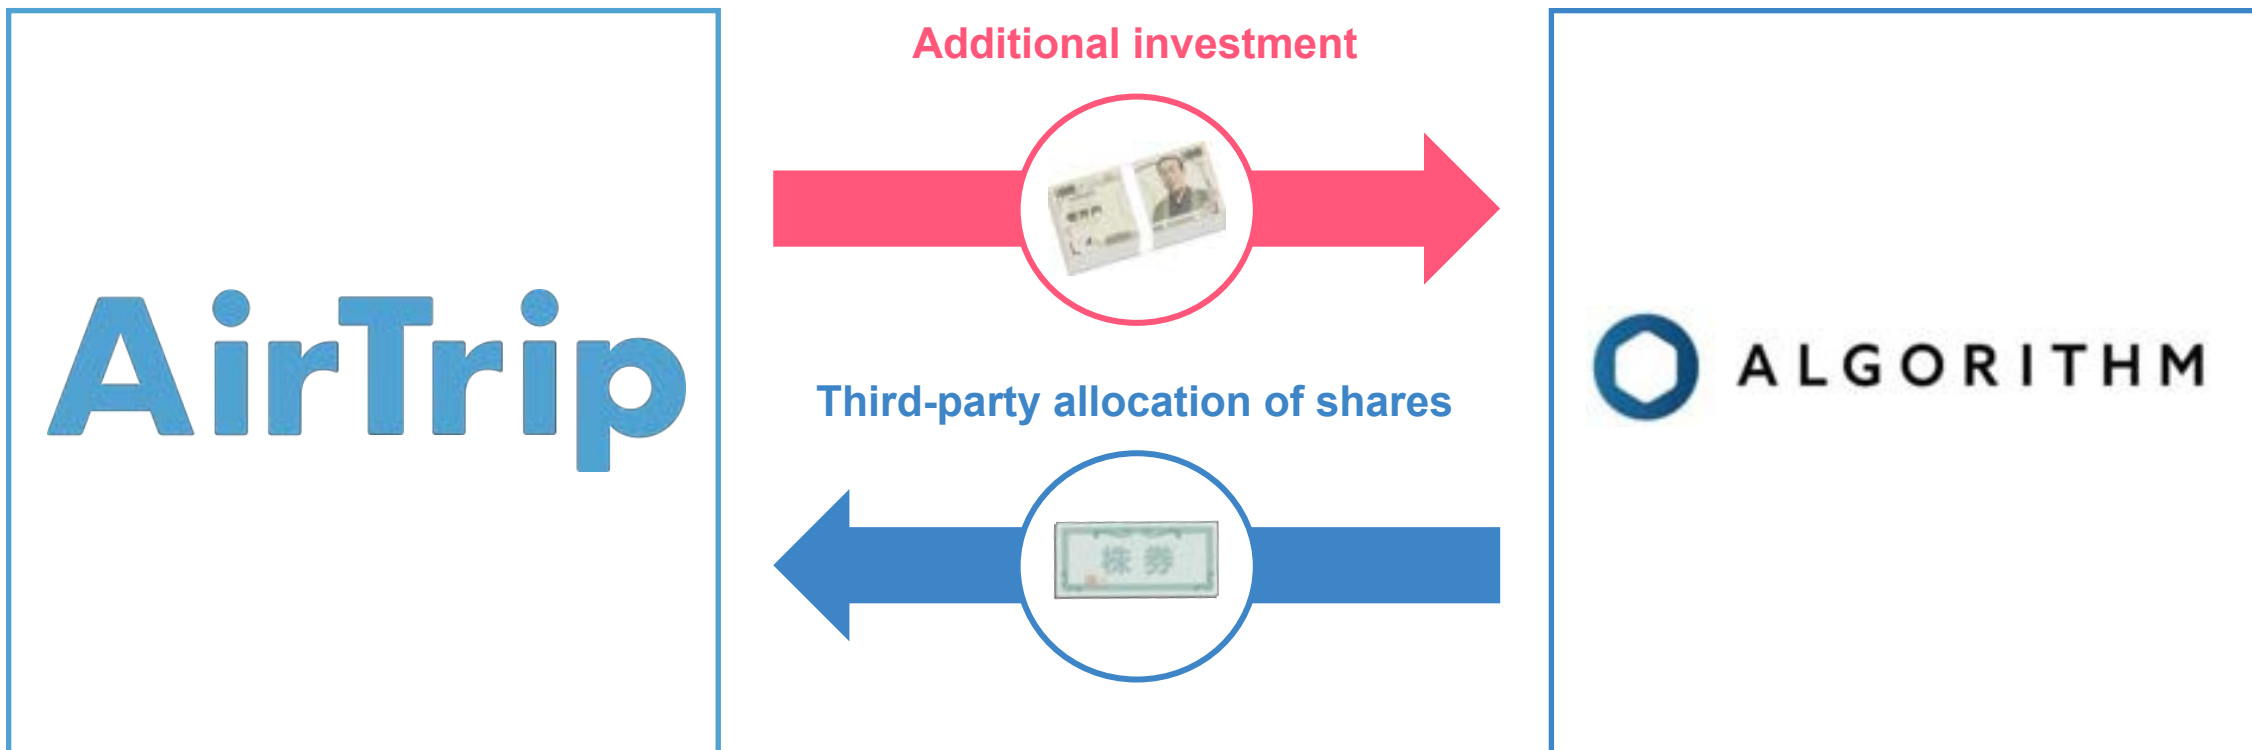 Additional investment
AirTrip
Third-party allocation of shares
ALGORITHM
株券